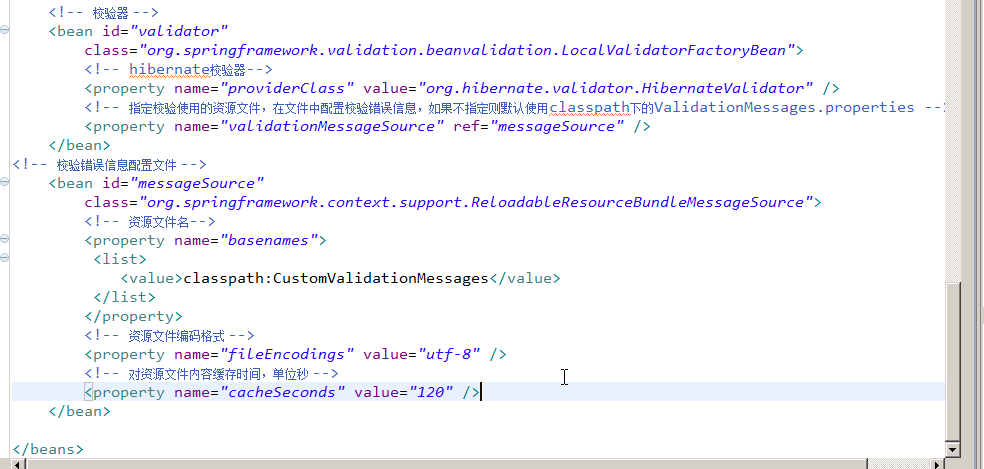 <!-- 校验器 -->
<bean id="validator"
class="org.springframework.validation.beanvalidation.LocalValidatorFactoryBean">
<!-- hibernate校验器-->
<property name="providerClass" value="org.hibernate.validator.HibernateValidator" />
<!-- 指定校验使用的资源文件，在文件中配置校验错误信息，如果不指定则默认使用classpath下的ValidationMessages.properties --
<property name="validationMessageSource" ref="messageSource" />
</bean>
<!-- 校验错误信息配置文件 -->
<bean id="messageSource"
class="org.springframework.context.support.ReloadableResourceBundleMessageSource">
<!-- 资源文件名-->
<property name="basenames">
<list>
<value>classpath:CustomValidationMessages</value>
</list>
</property>
<!-- 资源文件编码格式 -->
<property name="fileEncodings" value="utf-8" />
<!-- 对资源文件内容缓存时间，单位秒 -->
<property name="cacheSeconds" value="120" />
</bean>
</beans>